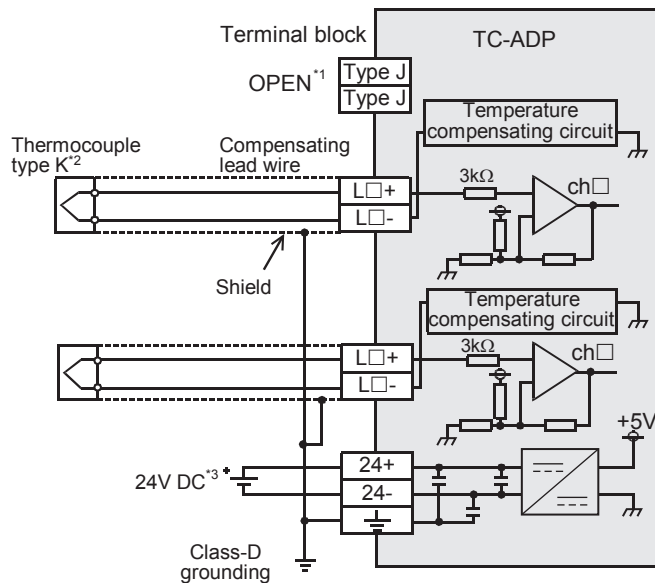 Terminal block
TC-ADP
OPEN*1
Type J
Type J
Temperature
compensating circuit
Thermocouple
type K*2
Compensating
lead wire
L□+
L□-
3kΩ
ch□
Shield
Temperature
compensating circuit
L□+
L□-
3kΩ
ch□
+5V
24V DC*3
+
24+
24-
Class-D
grounding